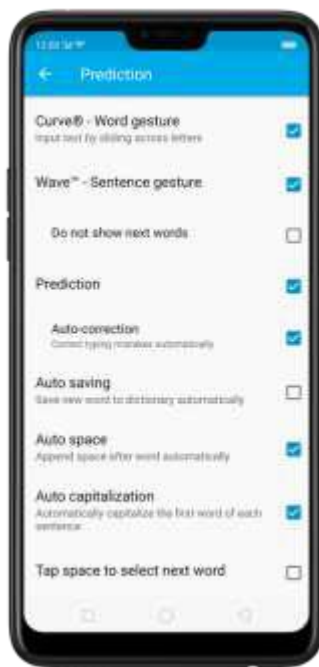 Prediction
Curve® - Word gesture
Input text by sliding across letters
Wave™ - Sentence gesture
Do not show next words
Prediction
Auto-correction
Correct typing mistakes automatically
Auto saving
Save new word to dictionary automatically
Auto space
Append space after word automatically
Auto capitalization
Automatically capitalize the first word of each
sentence
Tap space to select next word